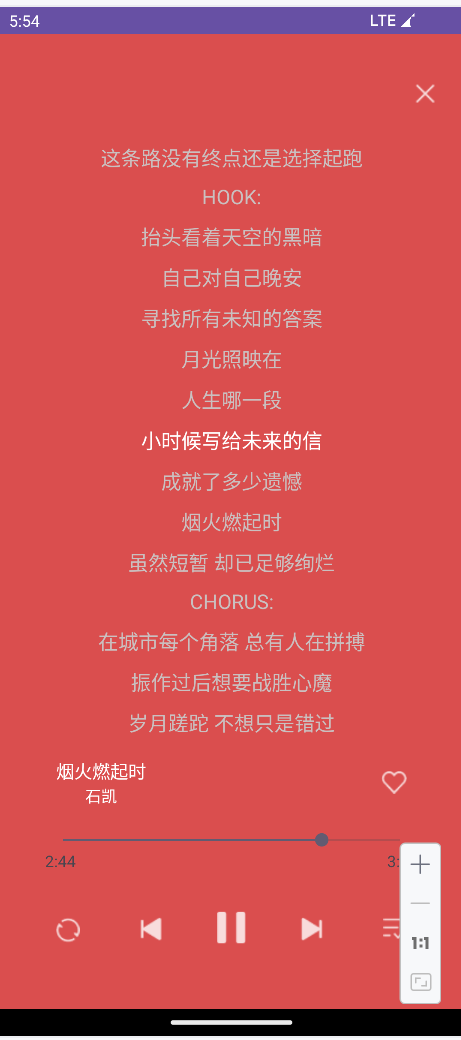 5:54
LTE
这条路没有终点还是选择起跑
HOOK:
抬头看着天空的黑暗
自己对自己晚安
寻找所有未知的答案
月光照映在
人生哪一段
小时候写给未来的信
成就了多少遗憾
烟火燃起时
虽然短暂 却已足够绚烂
CHORUS:
在城市每个角落 总有人在拼搏
振作过后想要战胜心魔
岁月蹉跎 不想只是错过
烟火燃起时
石凯
2:44
3:
1:1